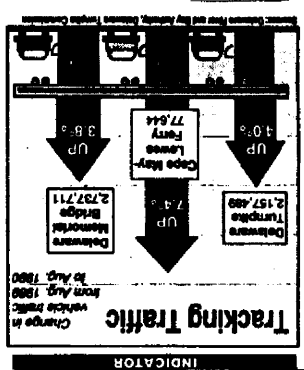 INDICATOR
Tracking Traffic
Change in
vehicle traffic
from Aug. 1989
to Aug. 1990
Delaware
Turnpike
2,157,489
UP
4.0%
UP
7.4%
Cape May-
Lewes
Ferry
77,644
Delaware
Memorial
Bridge
2,737,711
UP
3.8%
Source: Delaware River and Bay Authority, Delaware Turnpike